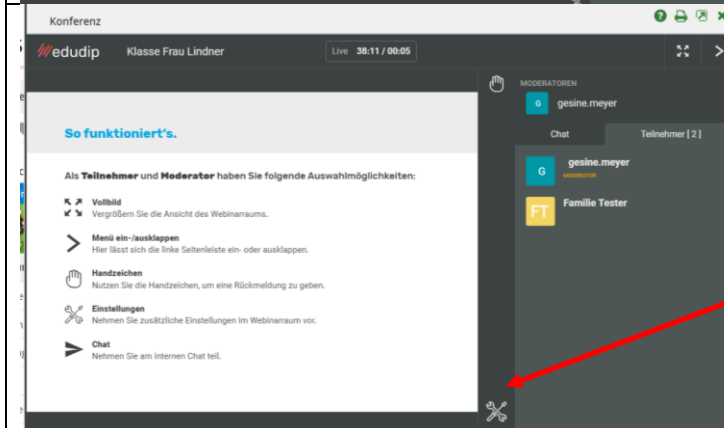 Konferenz
edudip
Klasse Frau Lindner
Live 38:11 / 00:05
MODERATOREN
G gesine.meyer
Chat Teilnehmer [ 2 ]
G gesine.meyer
MODERATOR
FT Familie Tester
So funktioniert's.
Als Teilnehmer und Moderator haben Sie folgende Auswahlmöglichkeiten:
Vollbild
Vergrößern Sie die Ansicht des Webinarraums.
Menü ein-/ausklappen
Hier lässt sich die linke Seitenleiste ein- oder ausklappen.
Handzeichen
Nutzen Sie die Handzeichen, um eine Rückmeldung zu geben.
Einstellungen
Nehmen Sie zusätzliche Einstellungen im Webinarraum vor.
Chat
Nehmen Sie am internen Chat teil.